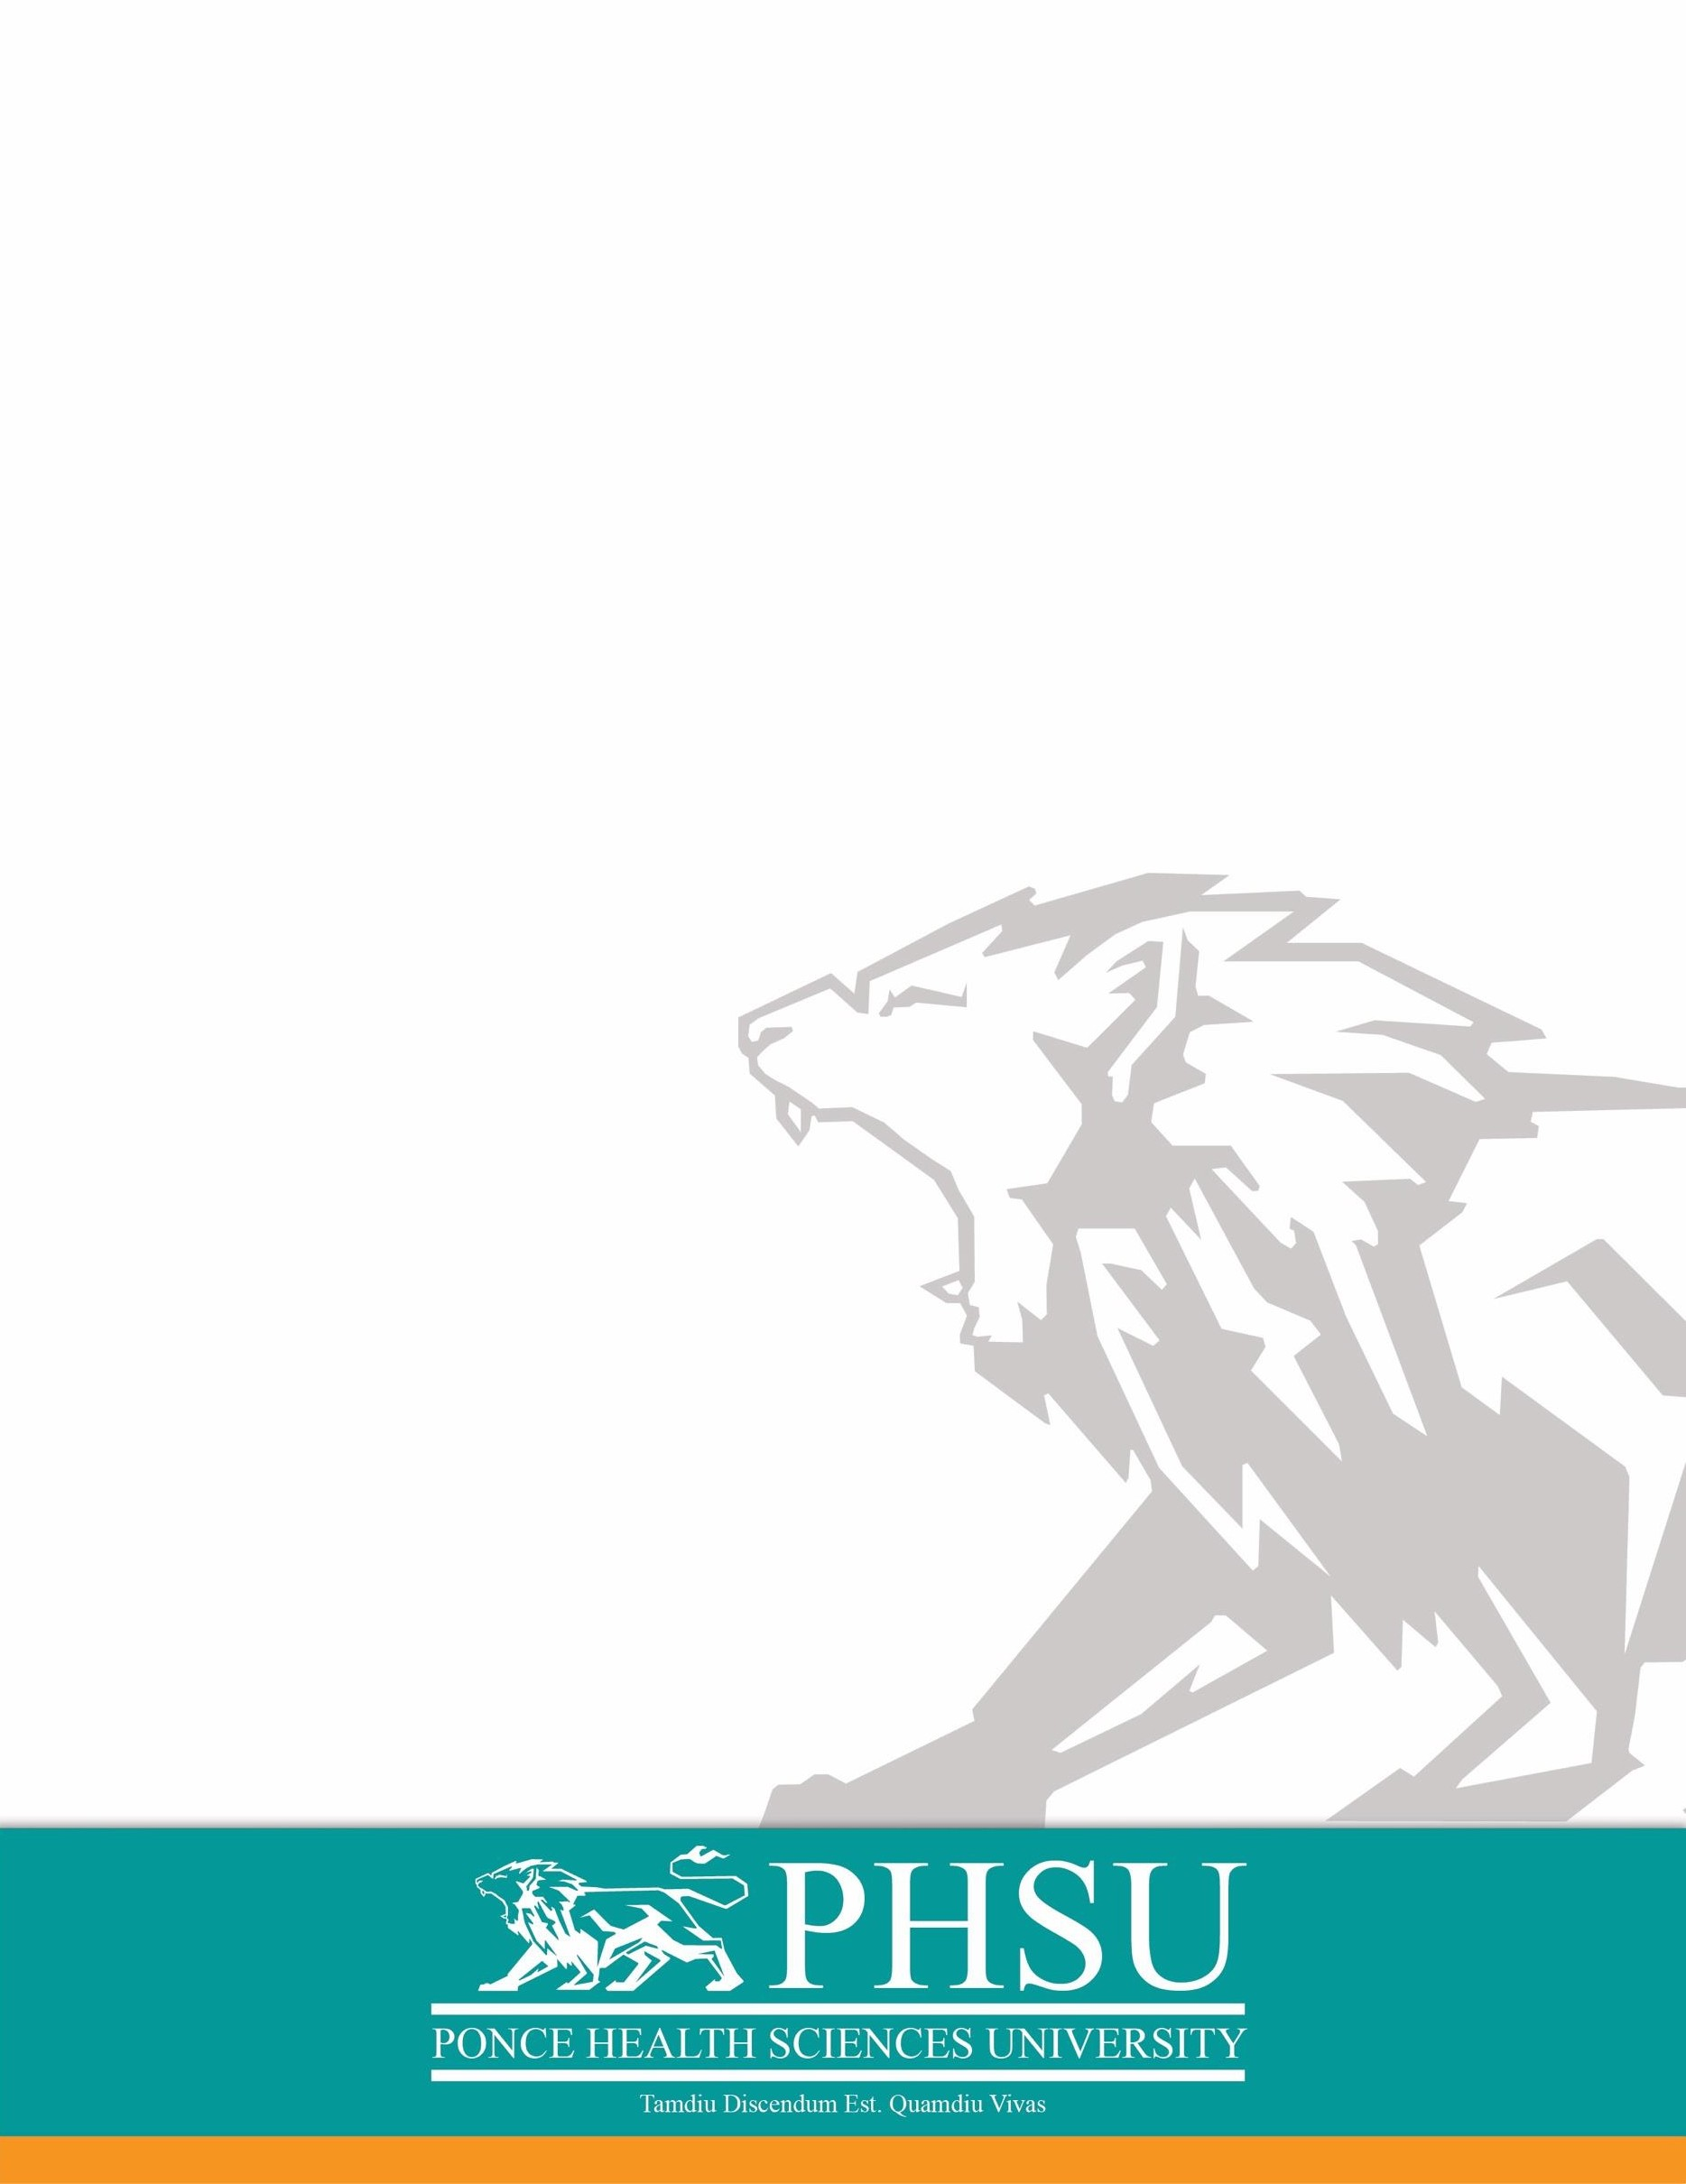 PHSU
PONCE HEALTH SCIENCES UNIVERSITY
Tamdiu Discendum Est. Quamdiu Vivas